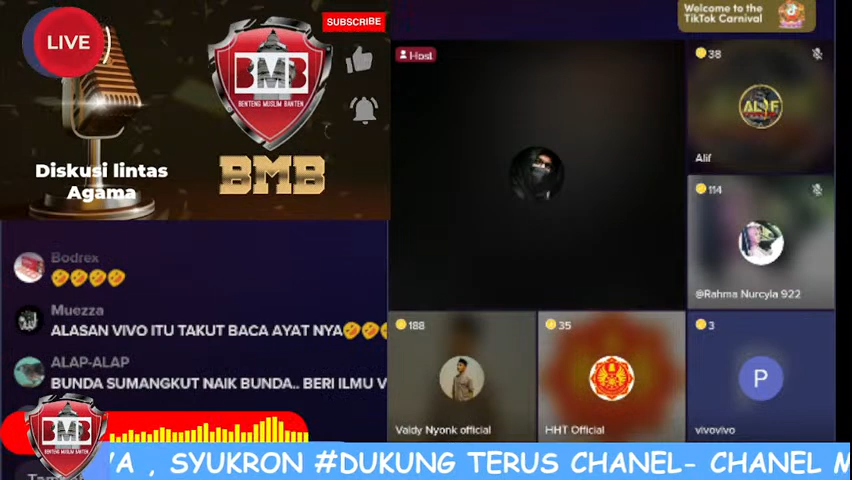 LIVE
SUBSCRIBE
BMB
BENTENG MUSLIM BANTEN
BMB
Diskusi lintas
Agama
Welcome to the
TikTok Carnival
Host
38
ALIF
Alif
114
@Rahma Nurcyla 922
188
Valdy Nyonk official
35
HHT Official
3
P
vivovivo
Bodrex
Muezza
ALASAN VIVO ITU TAKUT BACA AYAT NYA
ALAP-ALAP
BUNDA SUMANGKUT NAIK BUNDA.. BERI ILMU V
BMB
YA , SYUKRON #DUKUNG TERUS CHANEL- CHANEL M